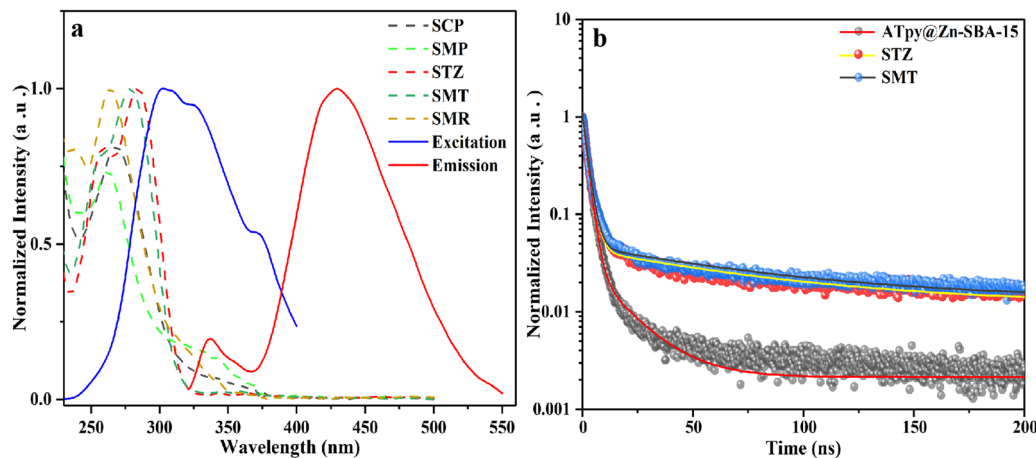 a
SCP
SMP
STZ
SMT
SMR
Excitation
Emission
Normalized Intensity (a .u .)
1.0
0.5
0.0
250 300 350 400 450 500 550
Wavelength (nm)
b
ATpy@Zn-SBA-15
STZ
SMT
Normalized Intensity (a .u .)
1
0.1
0.01
0.001
0 50 100 150 200
Time (ns)